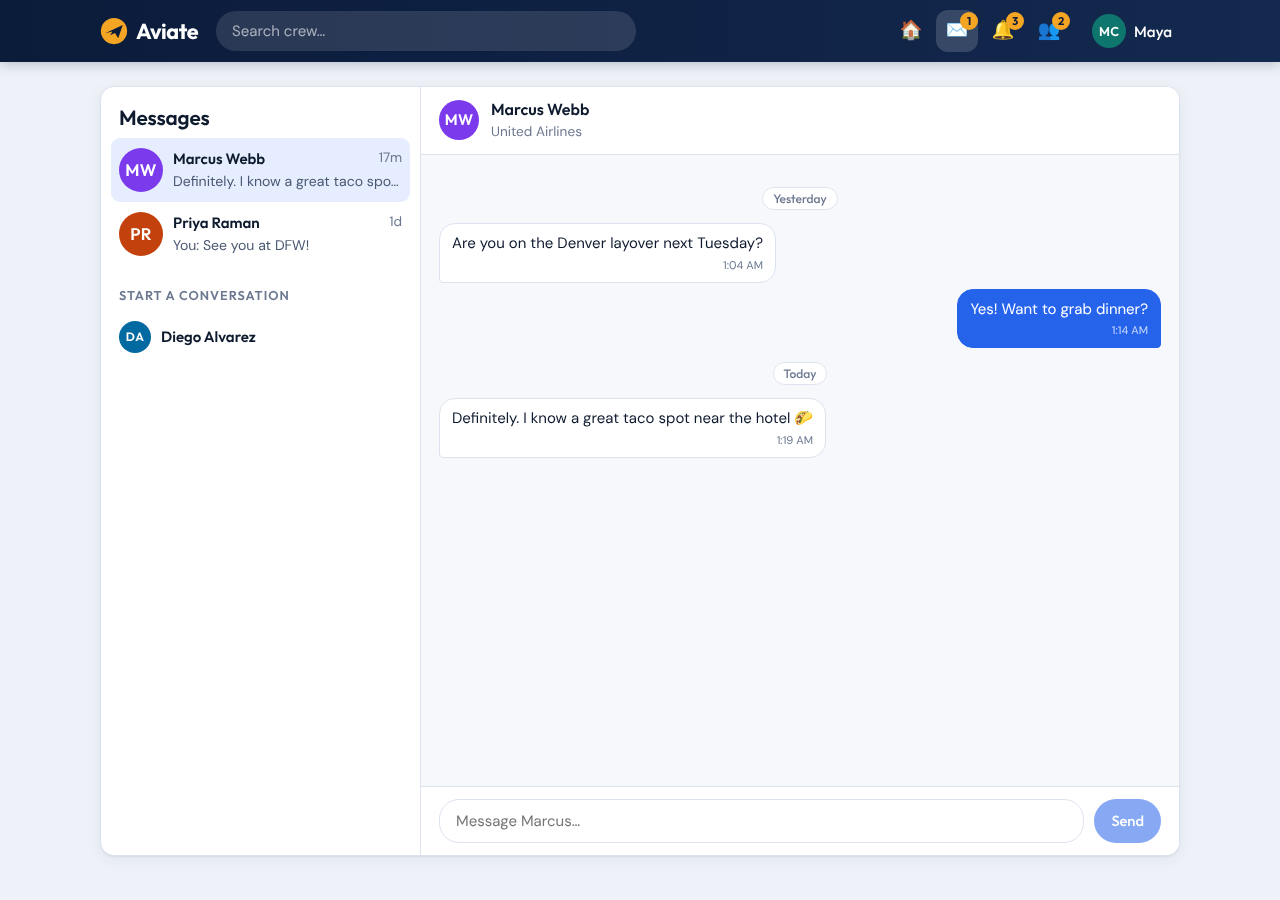 Aviate
Search crew...
1
3
2
MC
Maya
Messages
MW
Marcus Webb
17m
Definitely. I know a great taco spo...
PR
Priya Raman
1d
You: See you at DFW!
START A CONVERSATION
DA
Diego Alvarez
MW
Marcus Webb
United Airlines
Yesterday
Are you on the Denver layover next Tuesday?
1:04 AM
Yes! Want to grab dinner?
1:14 AM
Today
Definitely. I know a great taco spot near the hotel 🌮
1:19 AM
Message Marcus...
Send